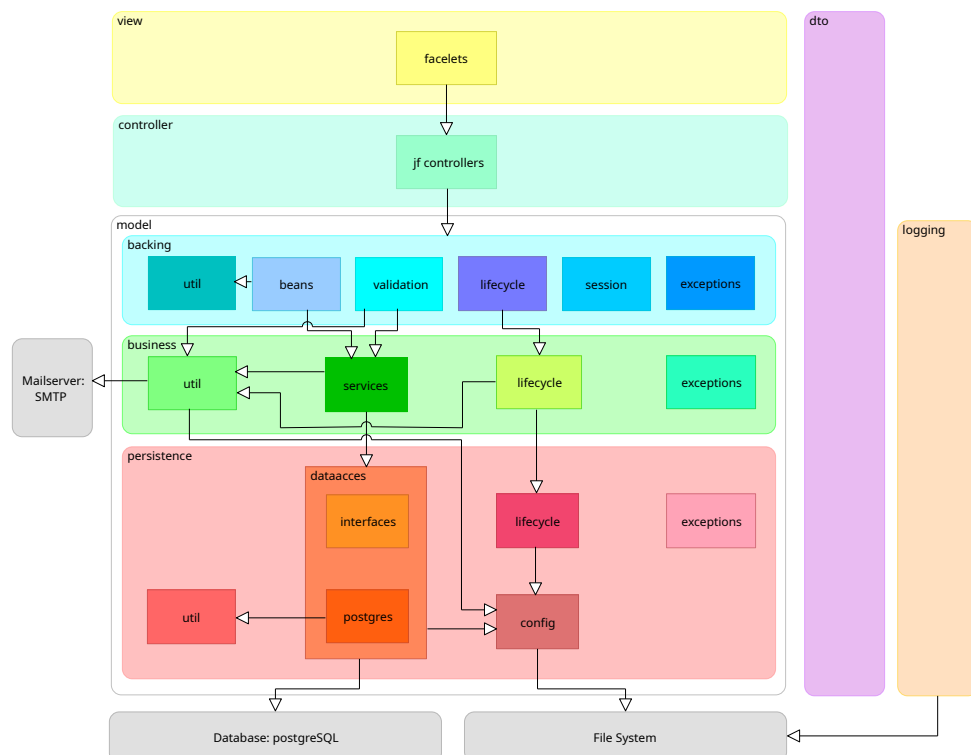 view
dto
facelets
controller
jf controllers
model
logging
backing
util
beans
validation
lifecycle
session
exceptions
business
Mailserver:
SMTP
util
services
lifecycle
exceptions
persistence
dataacces
interfaces
lifecycle
exceptions
util
postgres
config
Database: postgreSQL
File System